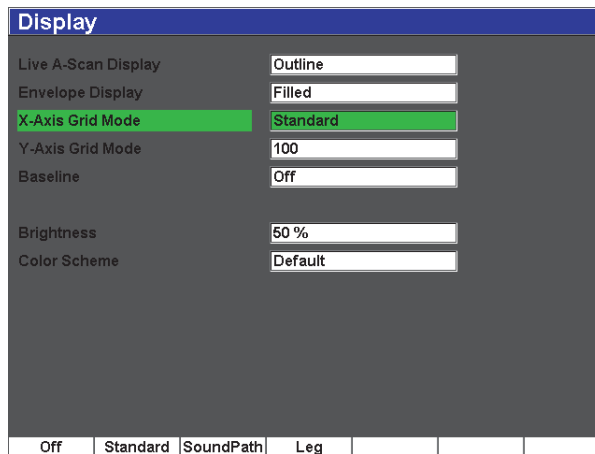 Display
Live A-Scan Display Outline
Envelope Display Filled
X-Axis Grid Mode Standard
Y-Axis Grid Mode 100
Baseline Off
Brightness 50 %
Color Scheme Default
Off Standard SoundPath Leg